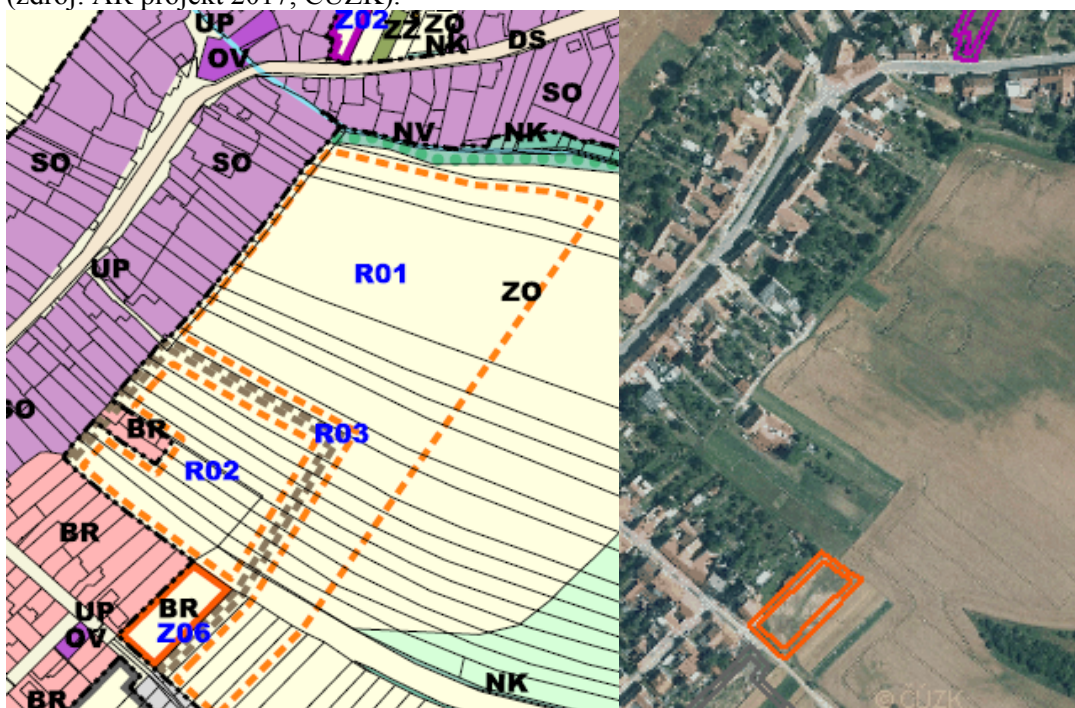 (zdroj: AR projekt 2017, ČÚZK).
UP
Z02
ZZ
ZO
NK
DS
OV
SO
NV
NK
SO
SO
UP
R01
ZO
SO
BR
R03
R02
BR
BR
Z06
UP
OV
NK
BR
© ČÚZK